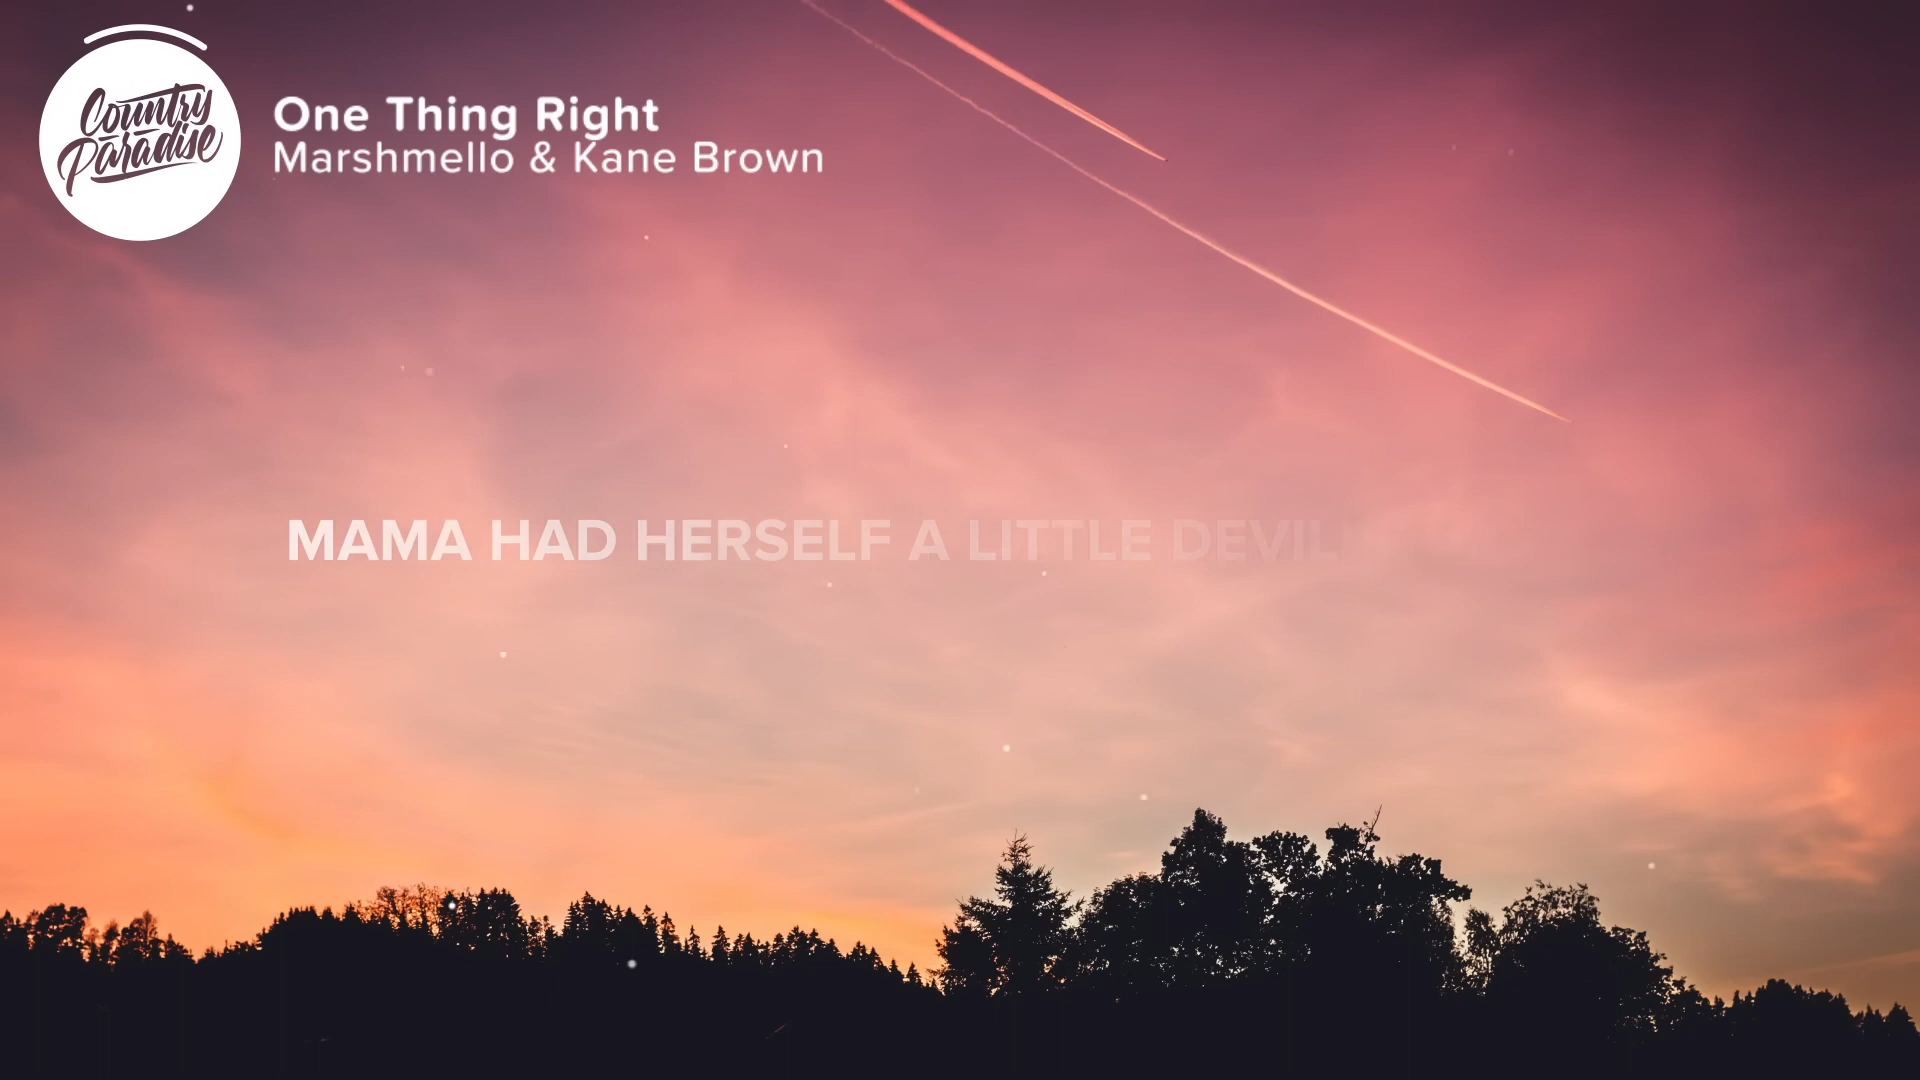 Country
Paradise
One Thing Right
Marshmello & Kane Brown
MAMA HAD HERSELF A LITTLE DEVIL